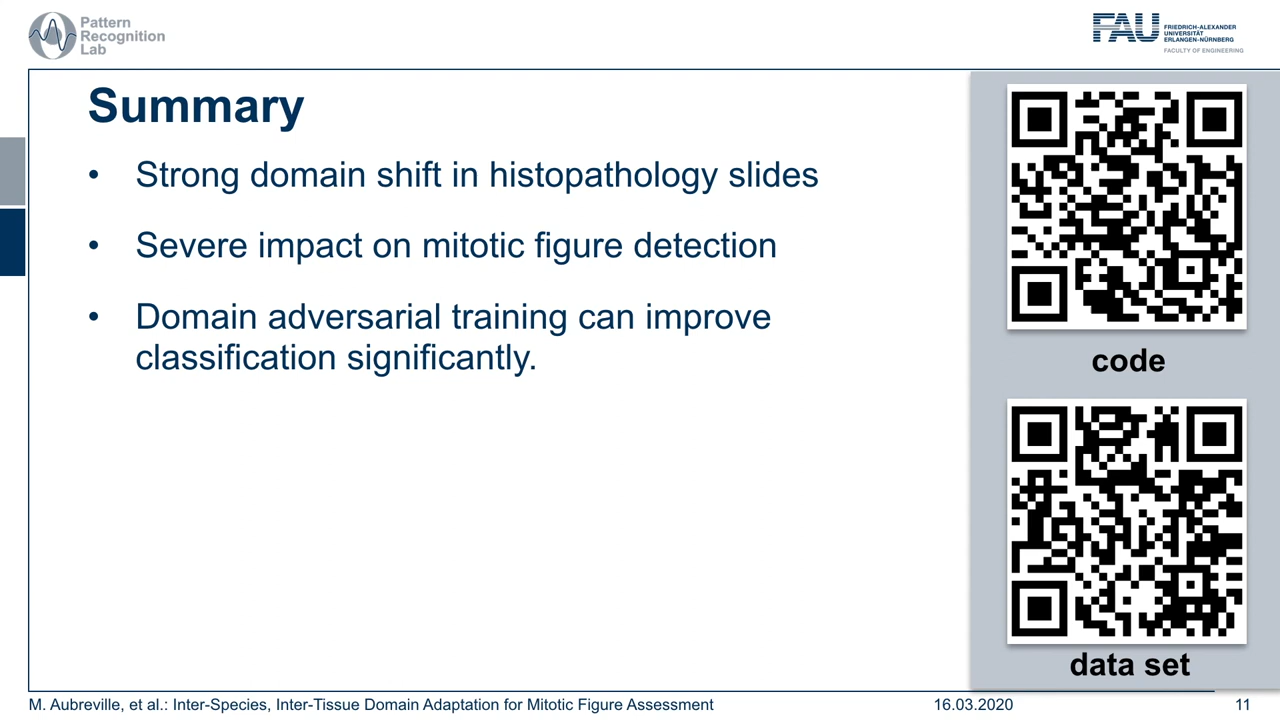 Pattern
Recognition
Lab
FAU
FRIEDRICH-ALEXANDER
UNIVERSITÄT
ERLANGEN-NÜRNBERG
FACULTY OF ENGINEERING
Summary
• Strong domain shift in histopathology slides
• Severe impact on mitotic figure detection
• Domain adversarial training can improve
classification significantly.
code
data set
M. Aubreville, et al.: Inter-Species, Inter-Tissue Domain Adaptation for Mitotic Figure Assessment
16.03.2020
11